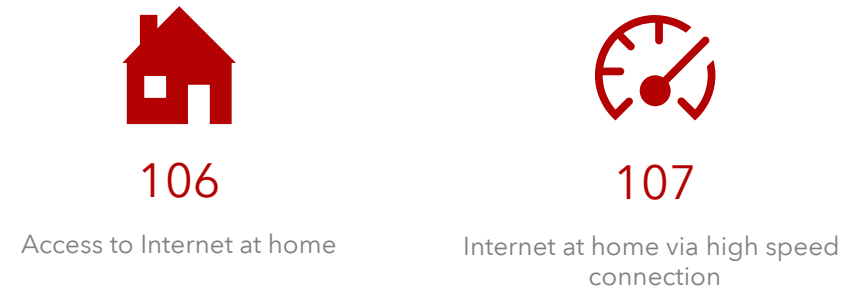 106
Access to Internet at home
107
Internet at home via high speed
connection